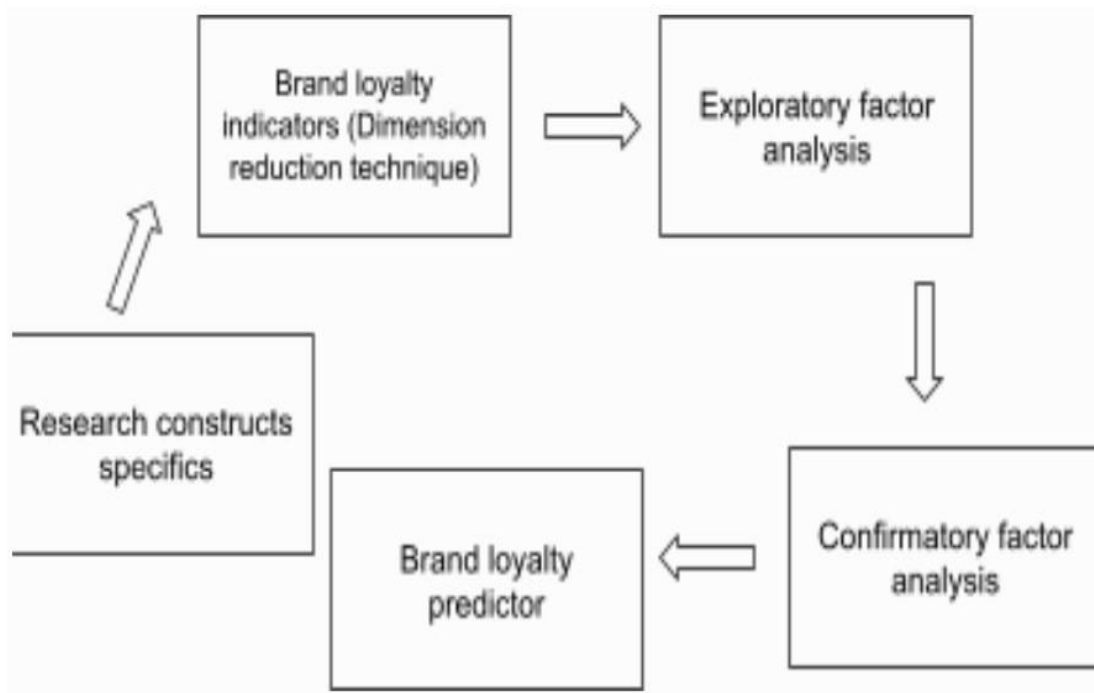 Brand loyalty
indicators (Dimension
reduction technique)
Exploratory factor
analysis
Research constructs
specifics
Brand loyalty
predictor
Confirmatory factor
analysis